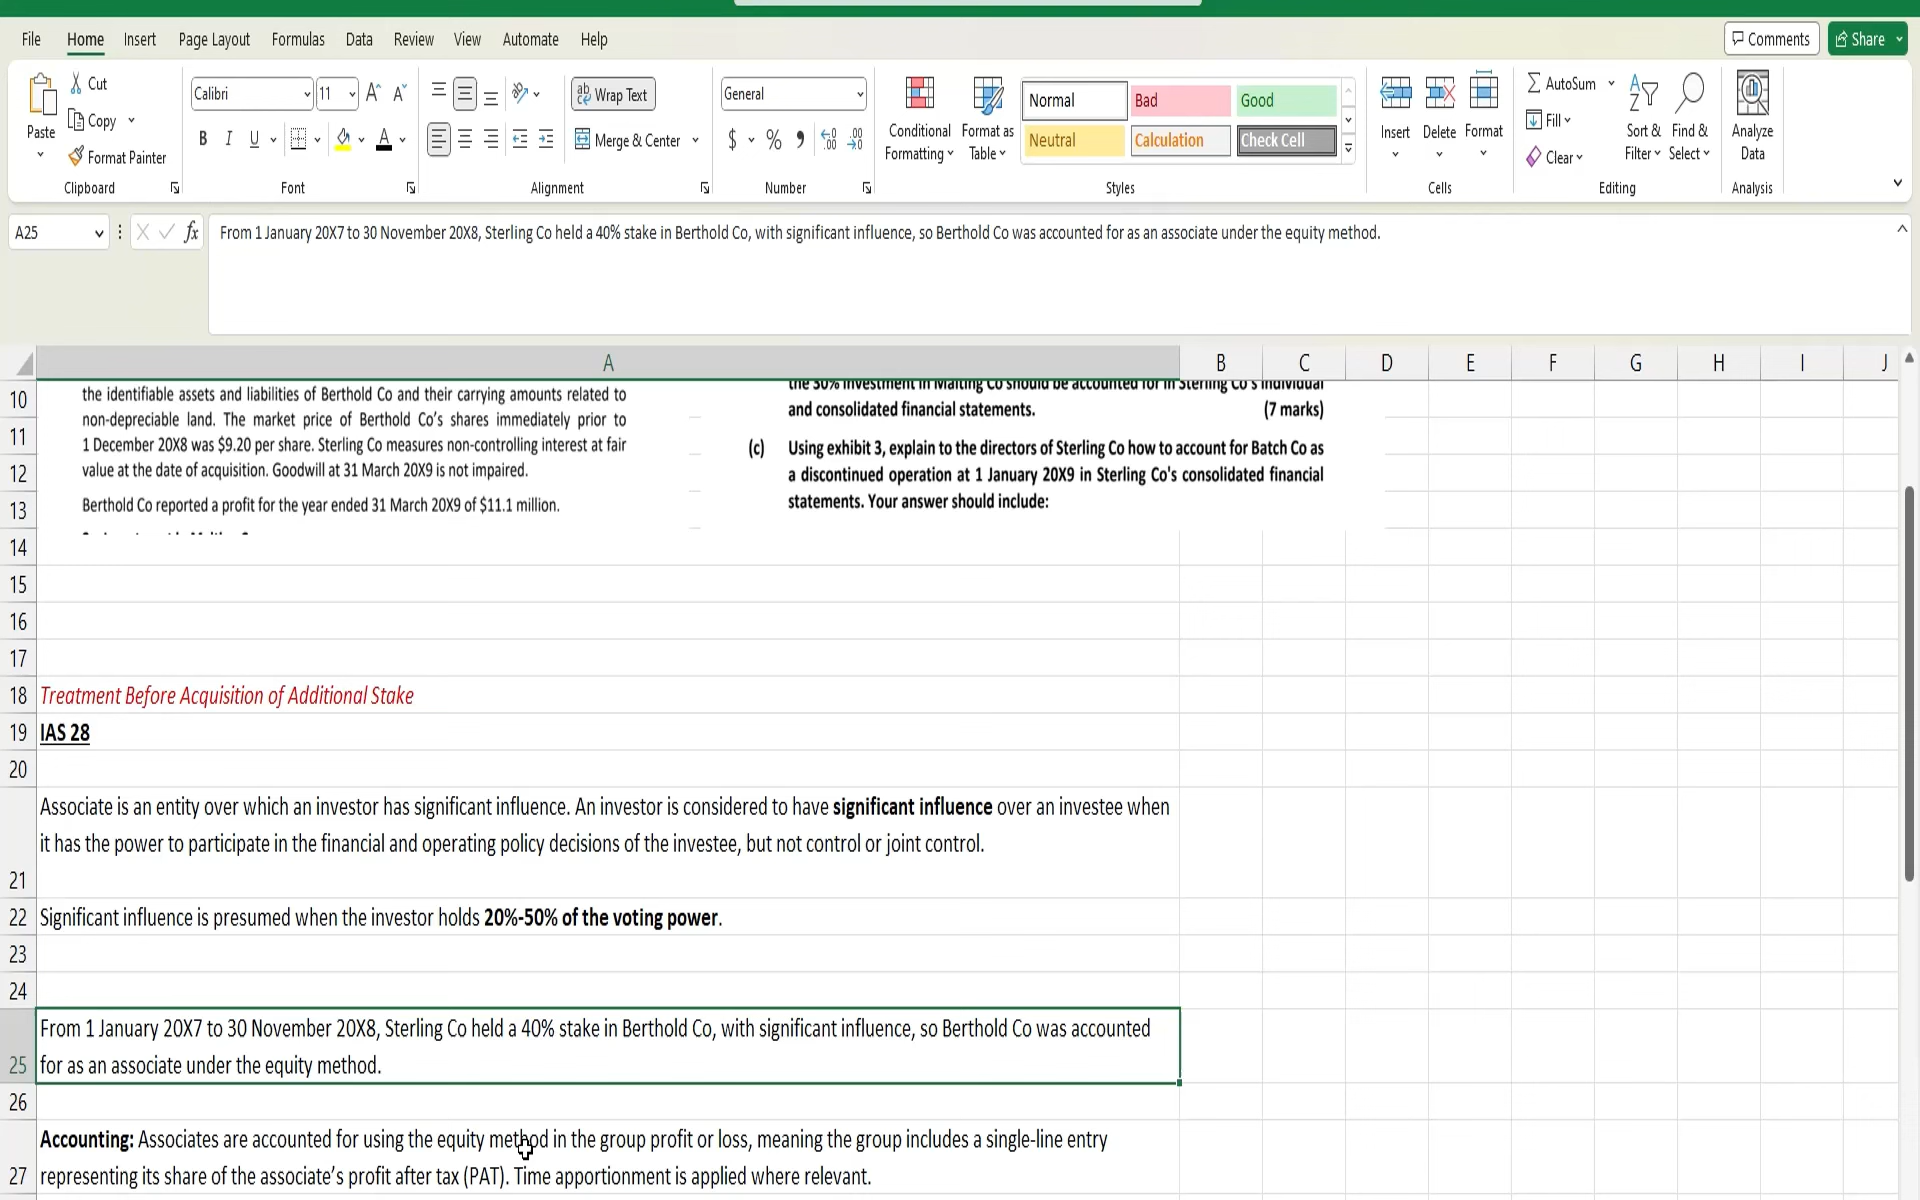 File Home Insert Page Layout Formulas Data Review View Automate Help Comments Share
Cut
Copy
Format Painter
Paste
Clipboard
Calibri 11
B I U
Font
Wrap Text
Merge & Center
Alignment
General
$ % ,
Number
Conditional Formatting
Format as Table
Normal Bad Good
Neutral Calculation Check Cell
Styles
Insert Delete Format
Cells
AutoSum
Fill
Clear
Sort & Filter
Find & Select
Editing
Analyze Data
Analysis
A25 fx From 1 January 20X7 to 30 November 20X8, Sterling Co held a 40% stake in Berthold Co, with significant influence, so Berthold Co was accounted for as an associate under the equity method.
A B C D E F G H I J
10
11
12
13
14
15
16
17
18
19
20
21
22
23
24
25
26
27
the identifiable assets and liabilities of Berthold Co and their carrying amounts related to
non-depreciable land. The market price of Berthold Co's shares immediately prior to
1 December 20X8 was $9.20 per share. Sterling Co measures non-controlling interest at fair
value at the date of acquisition. Goodwill at 31 March 20X9 is not impaired.
Berthold Co reported a profit for the year ended 31 March 20X9 of $11.1 million.
the 30% investment in Malting Co should be accounted for in Sterling Co's individual
and consolidated financial statements. (7 marks)
(c) Using exhibit 3, explain to the directors of Sterling Co how to account for Batch Co as
a discontinued operation at 1 January 20X9 in Sterling Co's consolidated financial
statements. Your answer should include:
Treatment Before Acquisition of Additional Stake
IAS 28
Associate is an entity over which an investor has significant influence. An investor is considered to have significant influence over an investee when
it has the power to participate in the financial and operating policy decisions of the investee, but not control or joint control.
Significant influence is presumed when the investor holds 20%-50% of the voting power.
From 1 January 20X7 to 30 November 20X8, Sterling Co held a 40% stake in Berthold Co, with significant influence, so Berthold Co was accounted
for as an associate under the equity method.
Accounting: Associates are accounted for using the equity method in the group profit or loss, meaning the group includes a single-line entry
representing its share of the associate's profit after tax (PAT). Time apportionment is applied where relevant.